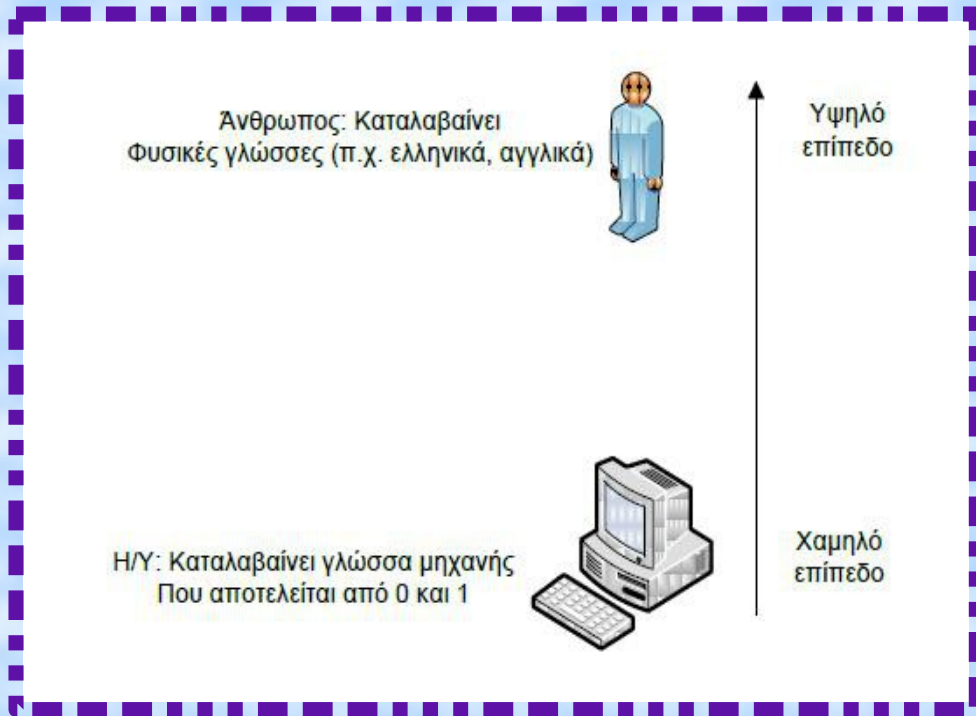 Άνθρωπος: Καταλαβαίνει
Φυσικές γλώσσες (π.χ. ελληνικά, αγγλικά)
Υψηλό
επίπεδο
Η/Υ: Καταλαβαίνει γλώσσα μηχανής
Που αποτελείται από 0 και 1
Χαμηλό
επίπεδο